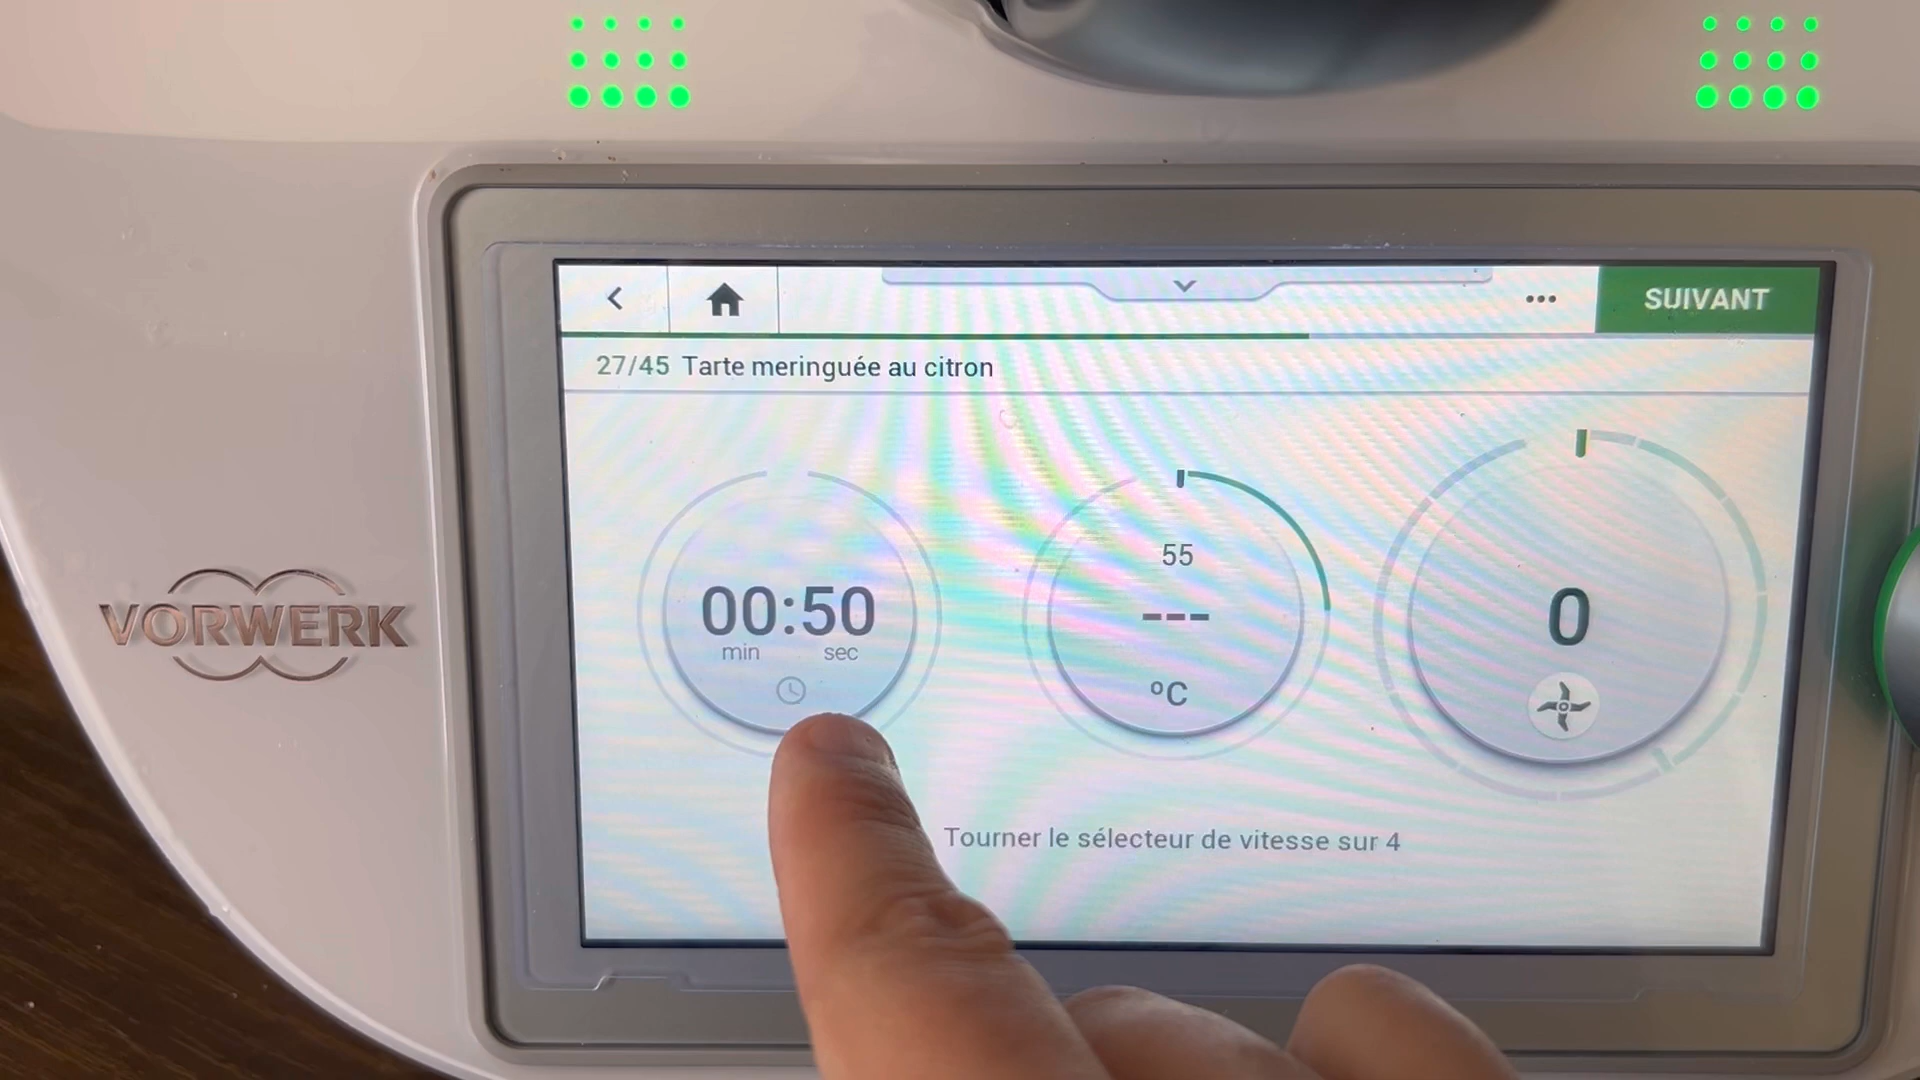 SUIVANT
27/45 Tarte meringuée au citron
00:50
min sec
55
---
ºC
0
Tourner le sélecteur de vitesse sur 4
VORWERK